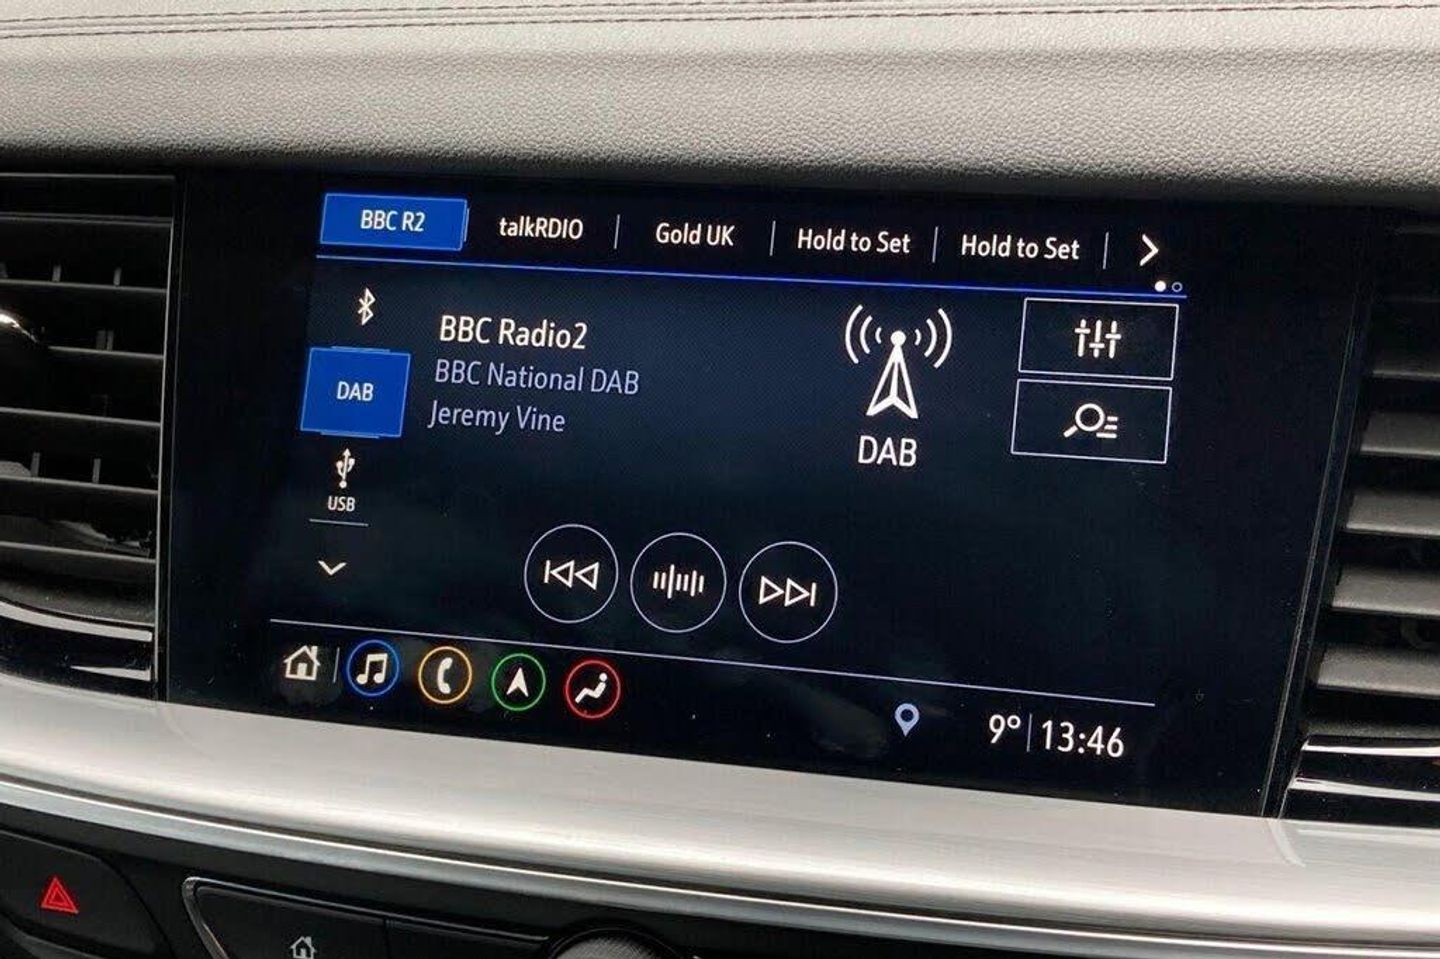 BBC R2
talkRDIO
Gold UK
Hold to Set
Hold to Set
BBC Radio2
BBC National DAB
Jeremy Vine
DAB
DAB
USB
9° 13:46